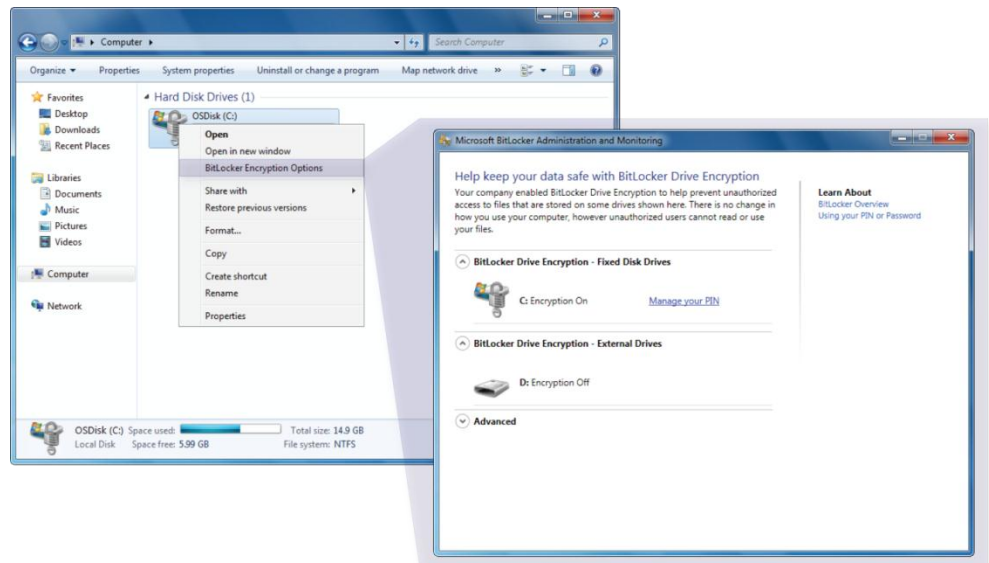 Computer
Search Computer
Organize
Properties
System properties
Uninstall or change a program
Map network drive
»
Favorites
Desktop
Downloads
Recent Places
Libraries
Documents
Music
Pictures
Videos
Computer
Network
Hard Disk Drives (1)
OSDisk (C:)
Open
Open in new window
BitLocker Encryption Options
Share with
Restore previous versions
Format...
Copy
Create shortcut
Rename
Properties
OSDisk (C:) Space used: Total size: 14.9 GB
Local Disk Space free: 5.99 GB File system: NTFS
Microsoft BitLocker Administration and Monitoring
Help keep your data safe with BitLocker Drive Encryption
Your company enabled BitLocker Drive Encryption to help prevent unauthorized
access to files that are stored on some drives shown here. There is no change in
how you use your computer, however unauthorized users cannot read or use
your files.
Learn About
BitLocker Overview
Using your PIN or Password
BitLocker Drive Encryption - Fixed Disk Drives
C: Encryption On Manage your PIN
BitLocker Drive Encryption - External Drives
D: Encryption Off
Advanced